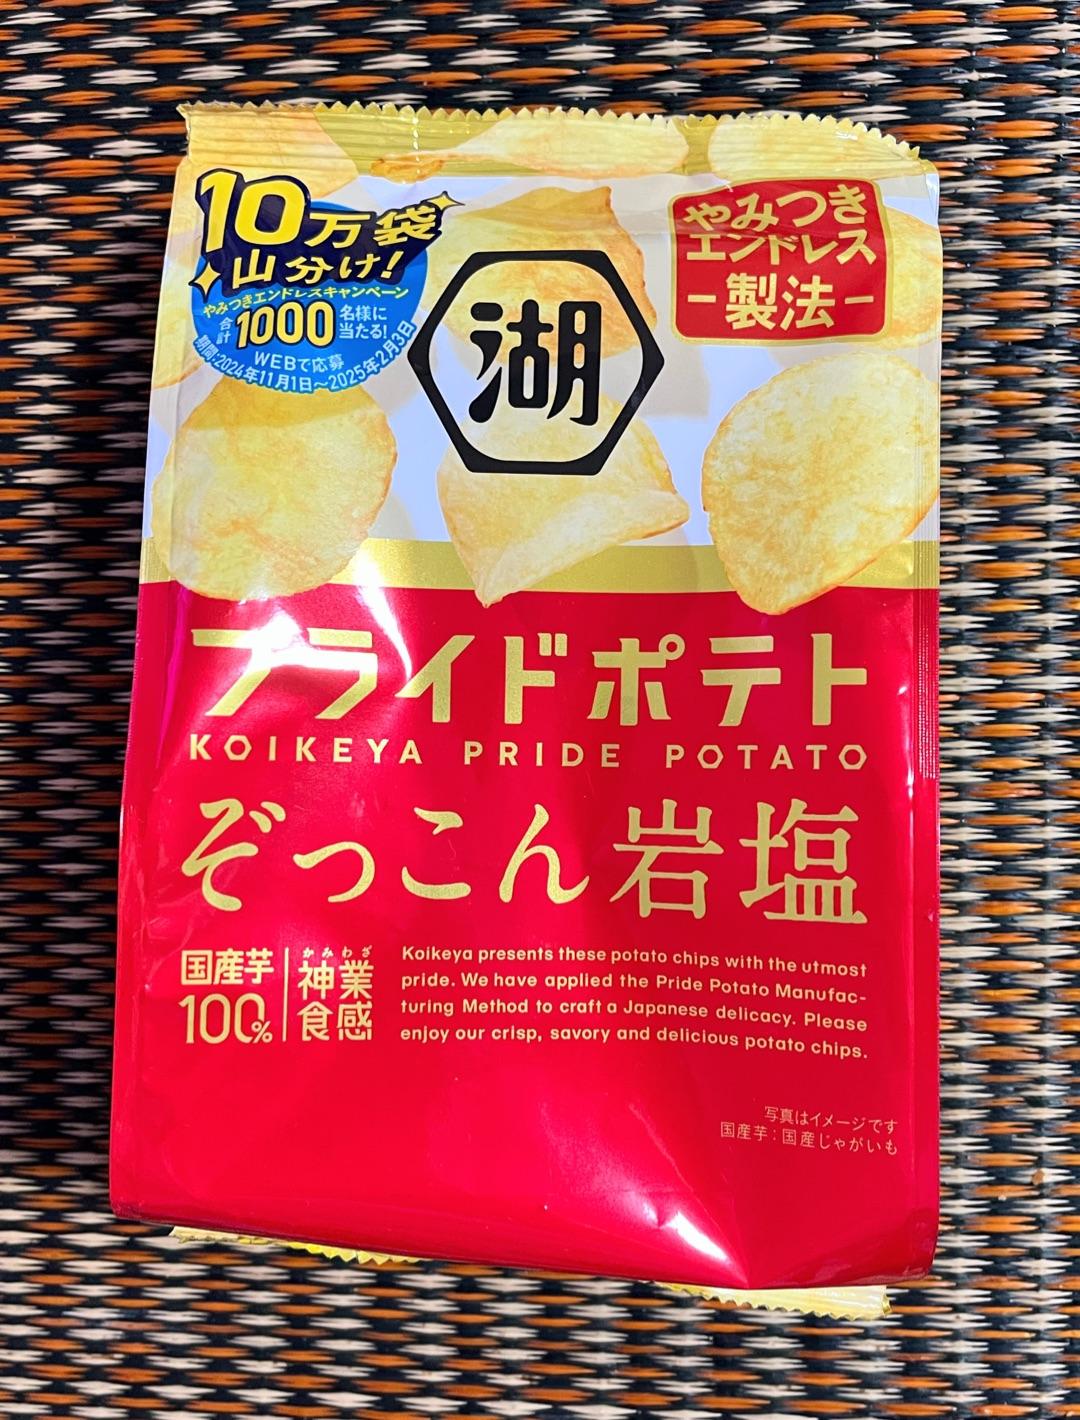 10万袋
山分け!
やみつきエンドレスキャンペーン
合計1000名様に当たる!
WEBで応募
期間:2024年11月1日～2025年2月3日
やみつき
エンドレス
-製法-
湖
プライドポテト
KOIKEYA PRIDE POTATO
ぞっこん岩塩
国産芋
100%
かみわざ
神業
食感
Koikeya presents these potato chips with the utmost
pride. We have applied the Pride Potato Manufac-
turing Method to craft a Japanese delicacy. Please
enjoy our crisp, savory and delicious potato chips.
写真はイメージです
国産芋:国産じゃがいも